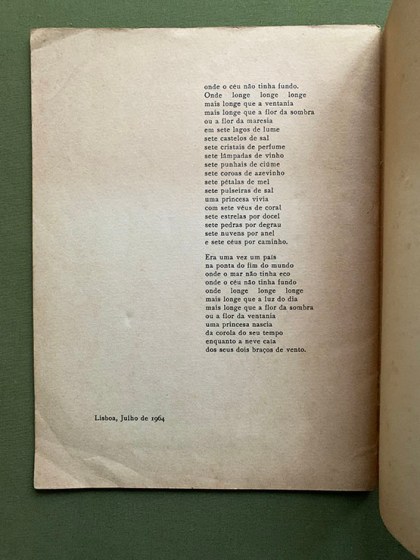 onde o céu não tinha fundo.
Onde longe longe longe
mais longe que a ventania
mais longe que a flor da sombra
ou a flor da maresia
em sete lagos de lume
sete castelos de sal
sete cristais de perfume
sete lâmpadas de vinho
sete punhais de ciúme
sete coroas de azevinho
sete pétalas de mel
sete pulseiras de sal
uma princesa vivia
com sete véus de coral
sete estrelas por docel
sete pedras por degrau
sete nuvens por anel
e sete céus por caminho.
Era uma vez um país
na ponta do fim do mundo
onde o mar não tinha eco
onde o céu não tinha fundo
onde longe longe longe
mais longe que a luz do dia
mais longe que a flor da sombra
ou a flor da ventania
uma princesa nascia
da corola do seu tempo
enquanto a neve caía
dos seus dois braços de vento.
Lisboa, Julho de 1964